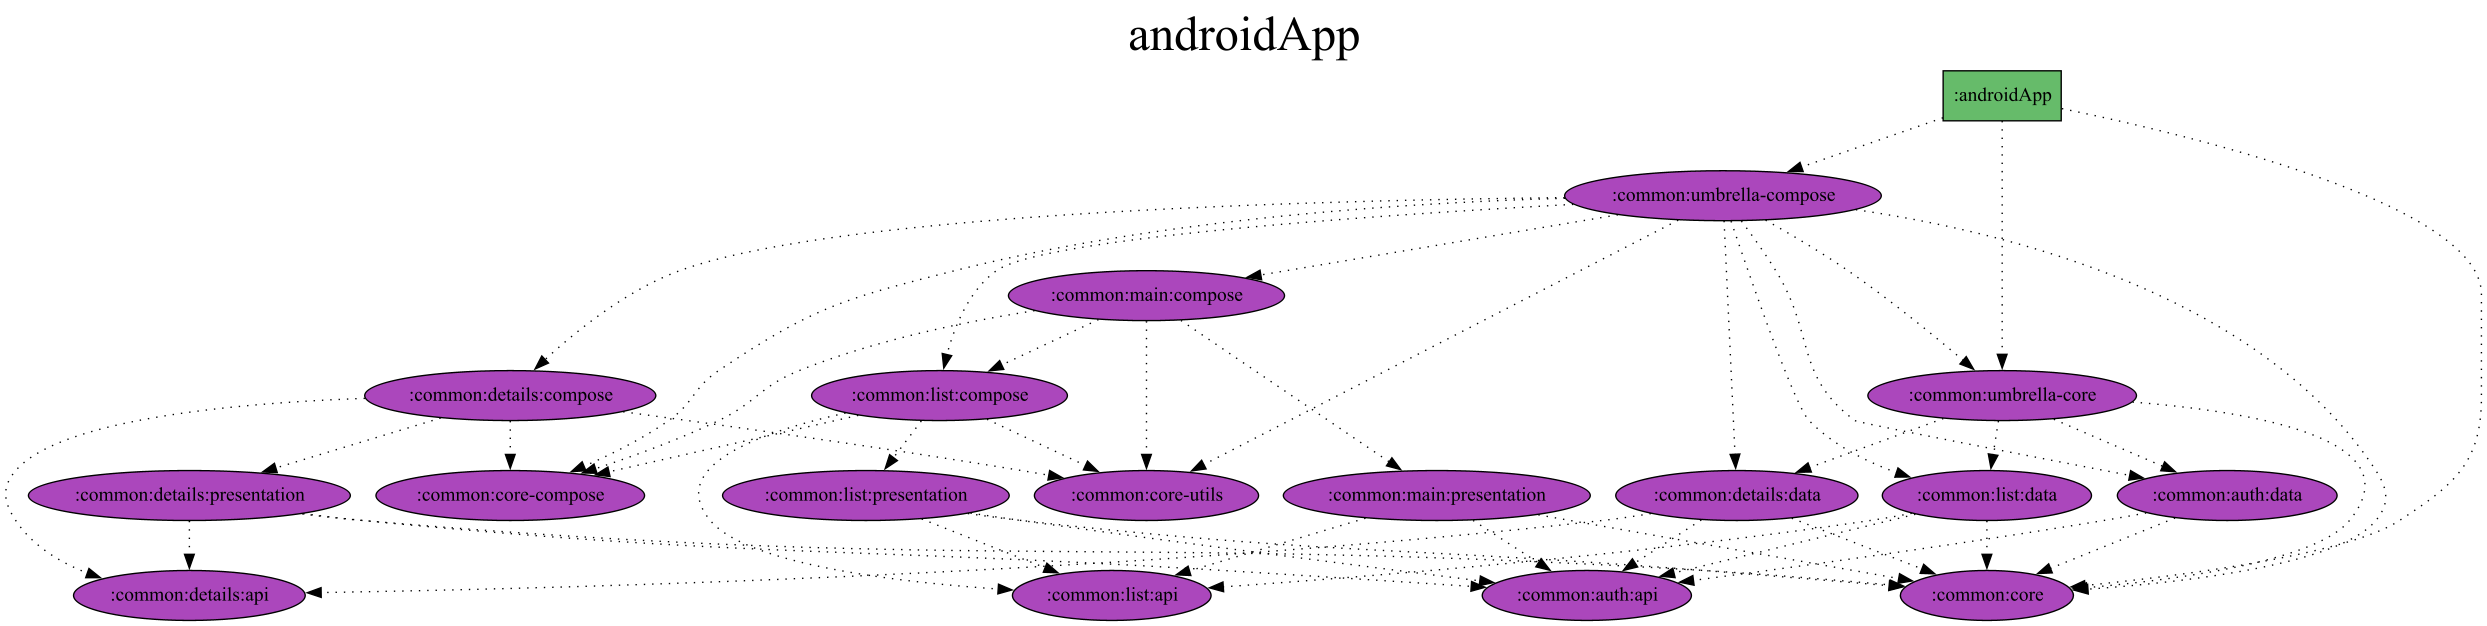 androidApp
:androidApp
:common:umbrella-compose
:common:main:compose
:common:details:compose
:common:list:compose
:common:umbrella-core
:common:details:presentation
:common:core-compose
:common:list:presentation
:common:core-utils
:common:main:presentation
:common:details:data
:common:list:data
:common:auth:data
:common:details:api
:common:list:api
:common:auth:api
:common:core